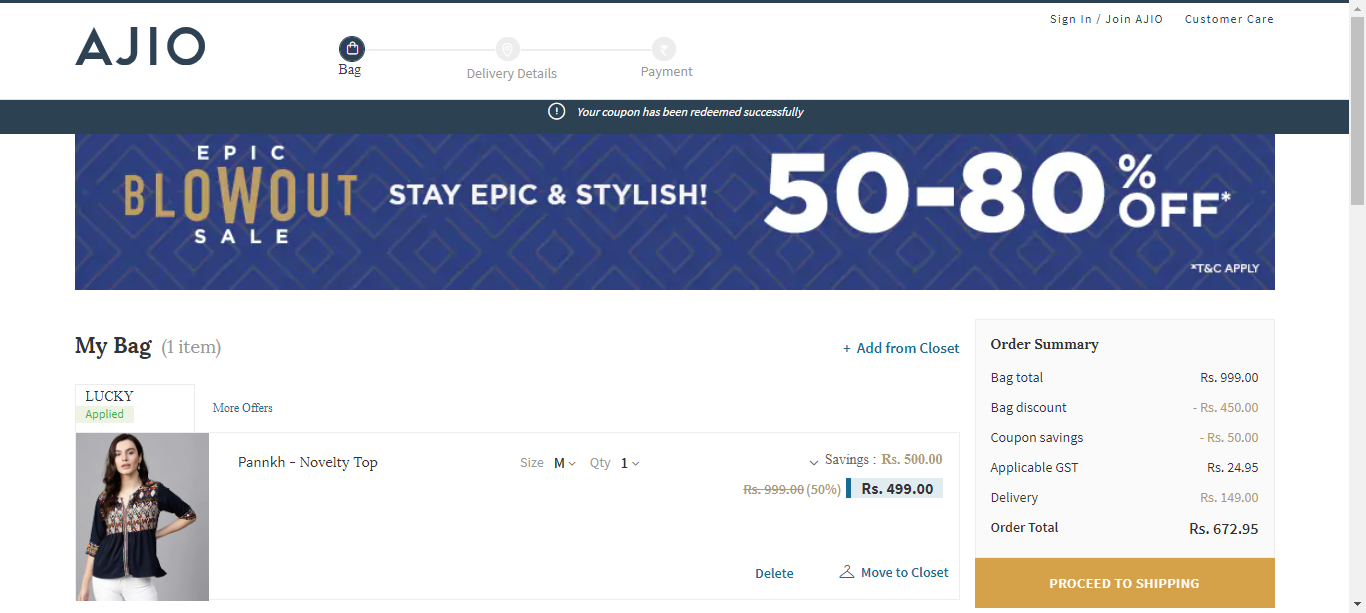 Sign In / Join AJIO Customer Care
AJIO
Bag
Delivery Details
₹
Payment
Your coupon has been redeemed successfully
EPIC
BLOWOUT
SALE
STAY EPIC & STYLISH!
50-80% OFF*
*T&C APPLY
My Bag (1 item)
+ Add from Closet
LUCKY
Applied
More Offers
Pannkh - Novelty Top
Size M Qty 1
Savings : Rs. 500.00
Rs. 999.00 (50%) Rs. 499.00
Delete
Move to Closet
Order Summary
Bag total Rs. 999.00
Bag discount - Rs. 450.00
Coupon savings - Rs. 50.00
Applicable GST Rs. 24.95
Delivery Rs. 149.00
Order Total Rs. 672.95
PROCEED TO SHIPPING